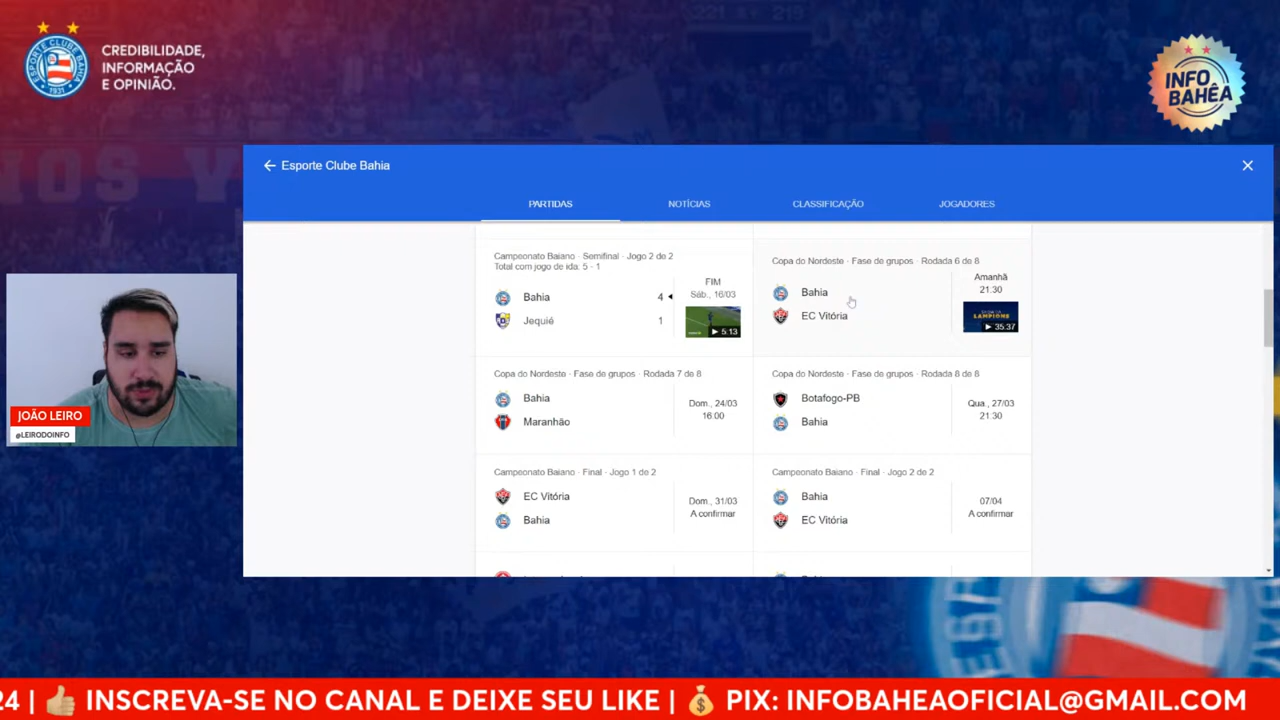 CREDIBILIDADE,
INFORMAÇÃO
E OPINIÃO.
ESPORTE CLUBE BAHIA
1931
INFO
BAHÊA
Esporte Clube Bahia
PARTIDAS
NOTÍCIAS
CLASSIFICAÇÃO
JOGADORES
Campeonato Baiano · Semifinal · Jogo 2 de 2
Total com jogo de ida: 5 - 1
Bahia 4
Jequié 1
FIM
Sáb., 16/03
5:13
Copa do Nordeste · Fase de grupos · Rodada 6 de 8
Bahia
EC Vitória
Amanhã
21:30
LAMPIONS
35:37
Copa do Nordeste · Fase de grupos · Rodada 7 de 8
Bahia
Maranhão
Dom., 24/03
16:00
Copa do Nordeste · Fase de grupos · Rodada 8 de 8
Botafogo-PB
Bahia
Qua., 27/03
21:30
Campeonato Baiano · Final · Jogo 1 de 2
EC Vitória
Bahia
Dom., 31/03
A confirmar
Campeonato Baiano · Final · Jogo 2 de 2
Bahia
EC Vitória
07/04
A confirmar
JOÃO LEIRO
@LEIRODOINFO
24 | 👍🏼 INSCREVA-SE NO CANAL E DEIXE SEU LIKE | 💰 PIX: INFOBAHEAOFICIAL@GMAIL.COM